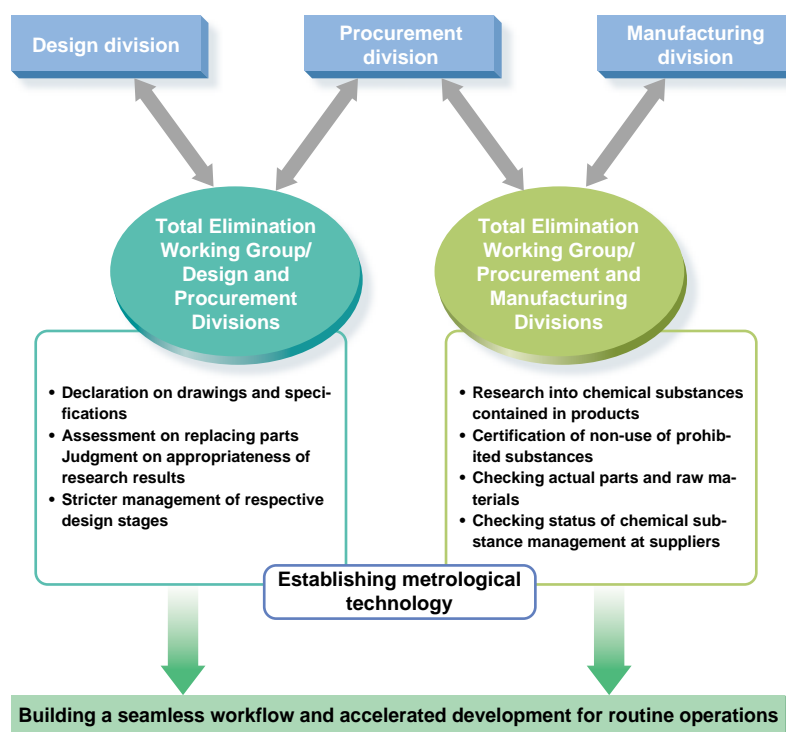 Design division
Procurement
division
Manufacturing
division
Total Elimination
Working Group/
Design and
Procurement
Divisions
Total Elimination
Working Group/
Procurement and
Manufacturing
Divisions
• Declaration on drawings and speci-
fications
• Assessment on replacing parts
Judgment on appropriateness of
research results
• Stricter management of respective
design stages
• Research into chemical substances
contained in products
• Certification of non-use of prohib-
ited substances
• Checking actual parts and raw ma-
terials
• Checking status of chemical sub-
stance management at suppliers
Establishing metrological
technology
Building a seamless workflow and accelerated development for routine operations